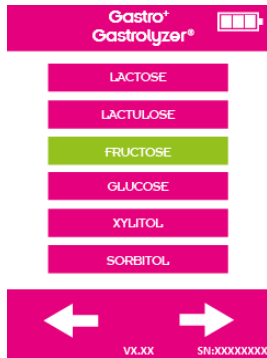 Gastro⁺
Gastrolyzer®
LACTOSE
LACTULOSE
FRUCTOSE
GLUCOSE
XYLITOL
SORBITOL
VX.XX SN:XXXXXXXX